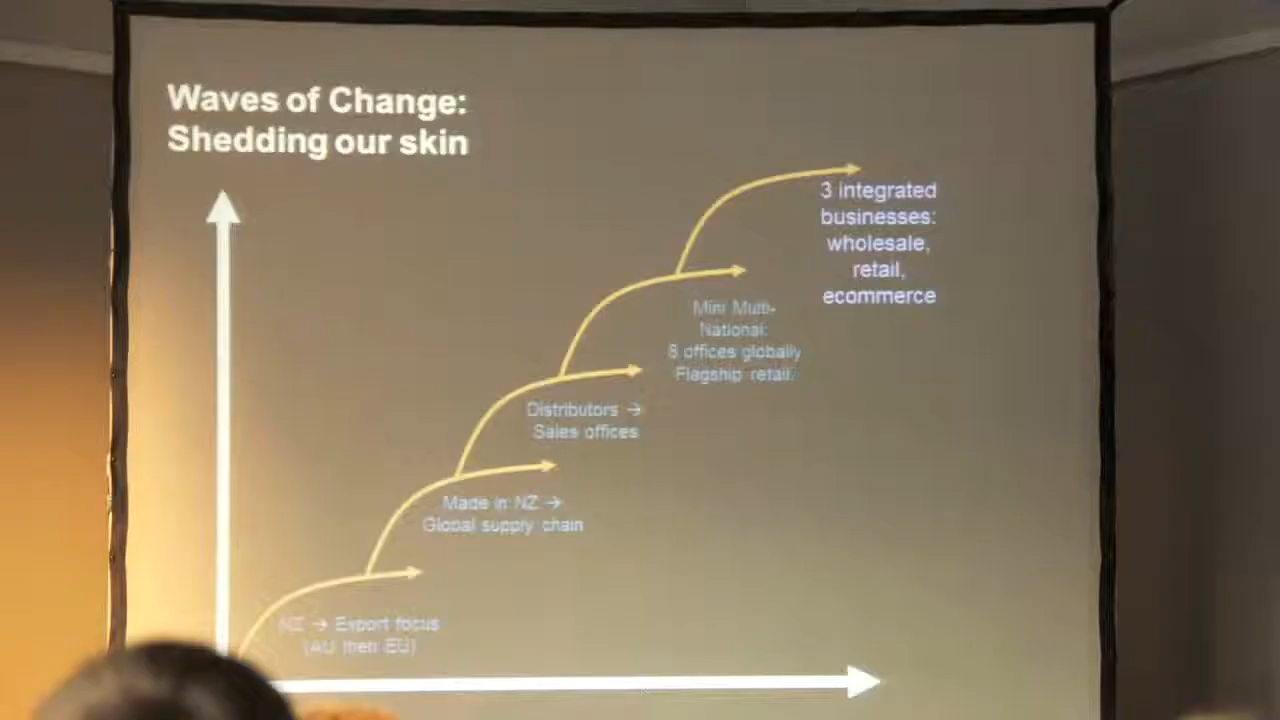 Waves of Change:
Shedding our skin
3 integrated
businesses:
wholesale,
retail,
ecommerce
Mini Multi-
National:
8 offices globally
Flagship retail.
Distributors →
Sales offices
Made in NZ →
Global supply chain
NZ → Export focus
(AU then EU)